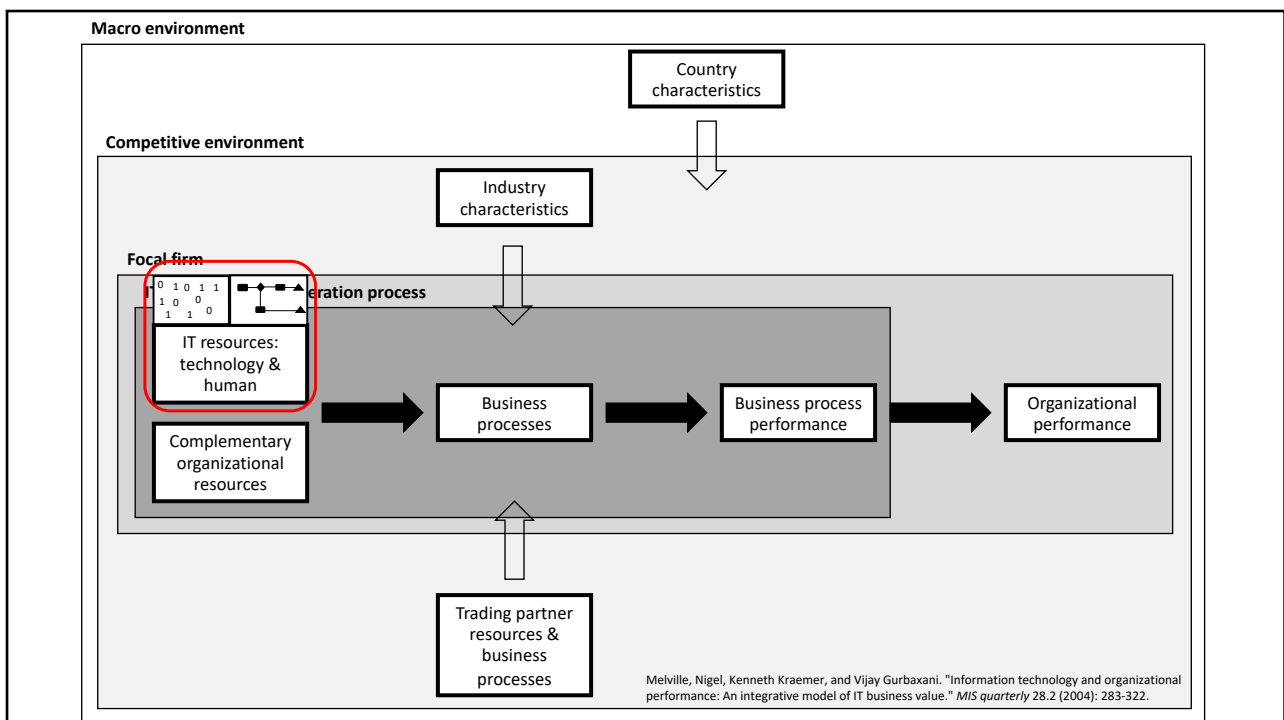 Macro environment
Country
characteristics
Competitive environment
Industry
characteristics
Focal firm
0 1 0 1 1
1 0 0
1 1 0
eration process
IT resources:
technology &
human
Complementary
organizational
resources
Business
processes
Business process
performance
Organizational
performance
Trading partner
resources &
business
processes
Melville, Nigel, Kenneth Kraemer, and Vijay Gurbaxani. "Information technology and organizational
performance: An integrative model of IT business value." MIS quarterly 28.2 (2004): 283-322.